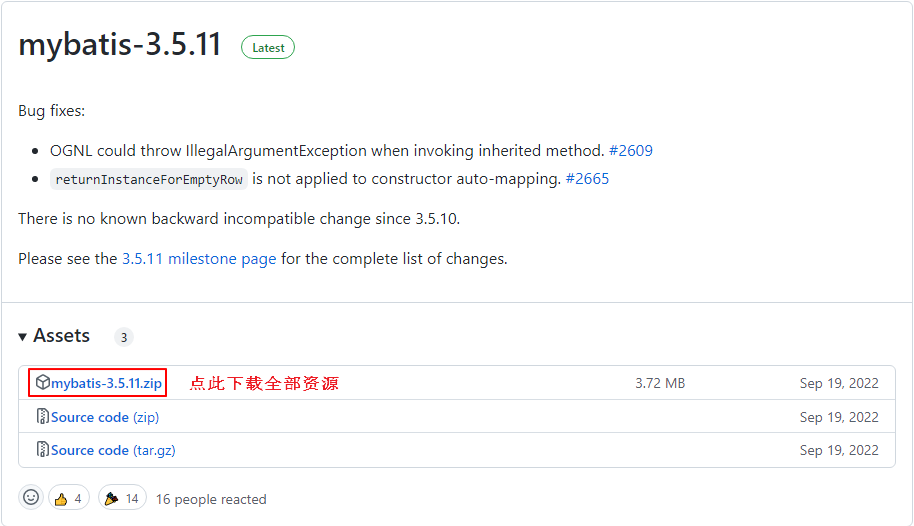 mybatis-3.5.11 Latest
Bug fixes:
OGNL could throw IllegalArgumentException when invoking inherited method. #2609
returnInstanceForEmptyRow is not applied to constructor auto-mapping. #2665
There is no known backward incompatible change since 3.5.10.
Please see the 3.5.11 milestone page for the complete list of changes.
Assets 3
mybatis-3.5.11.zip 点此下载全部资源 3.72 MB Sep 19, 2022
Source code (zip) Sep 19, 2022
Source code (tar.gz) Sep 19, 2022
4 14 16 people reacted